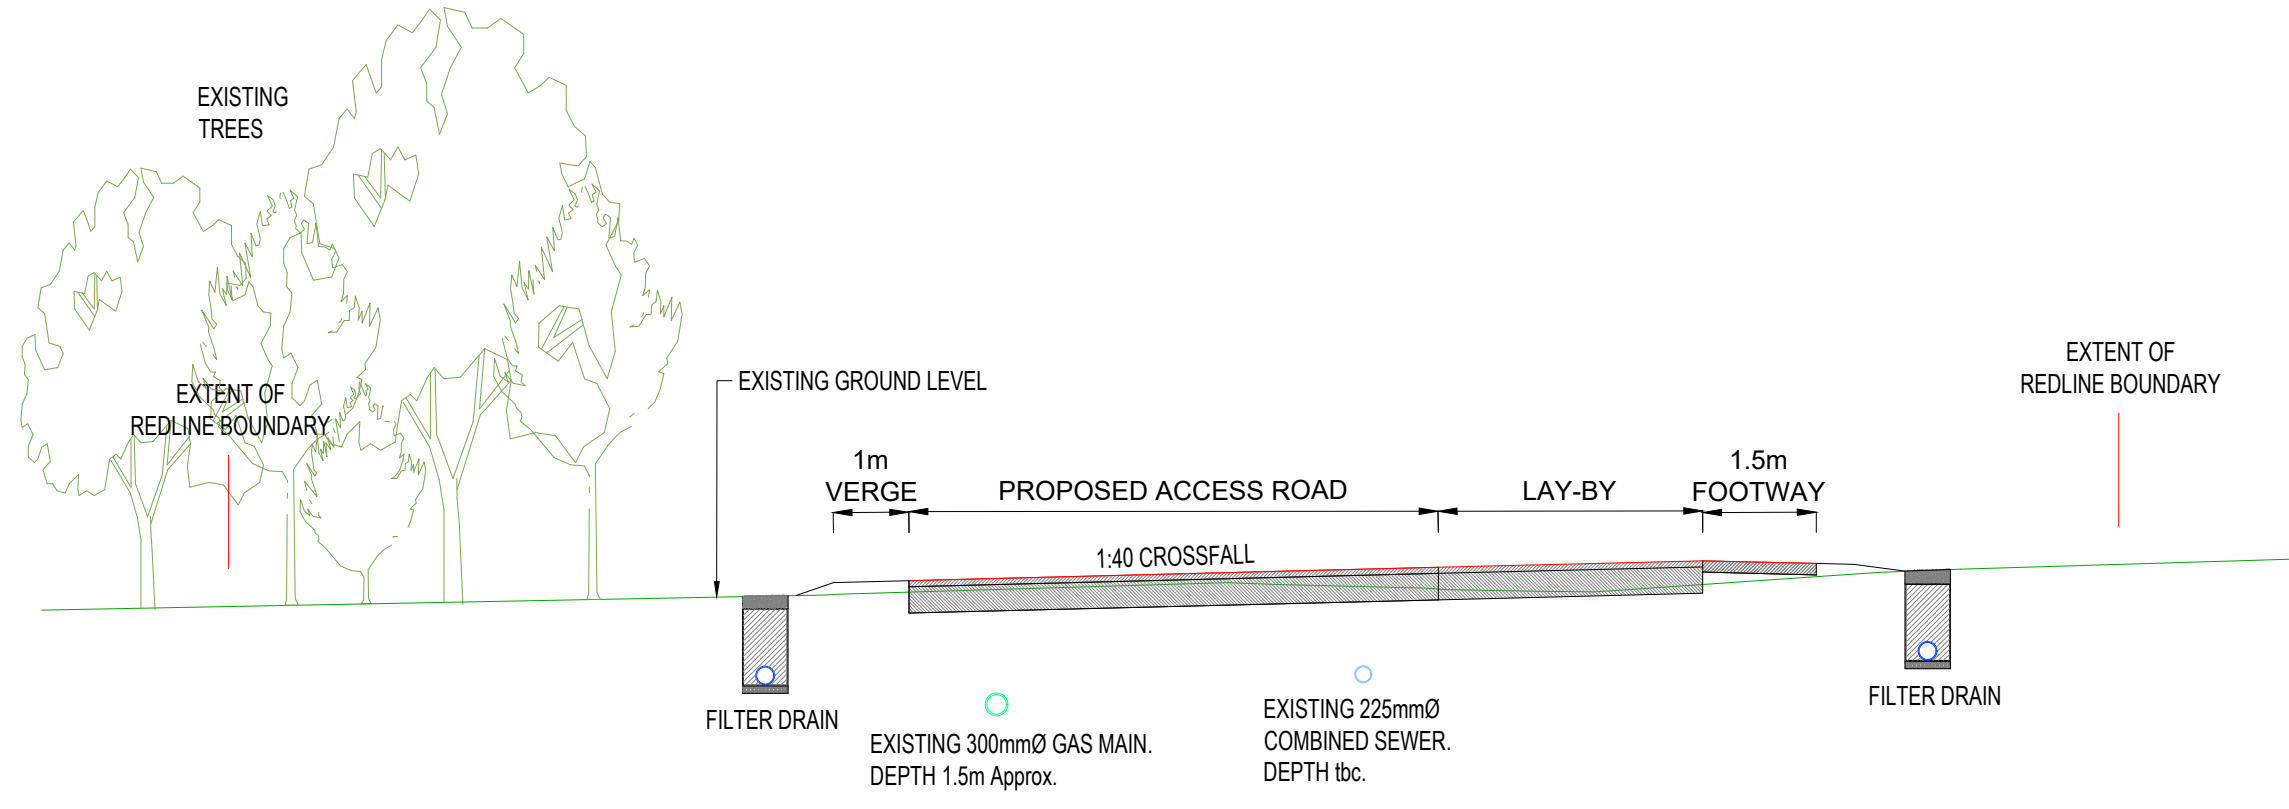 EXISTING
TREES
EXTENT OF
REDLINE BOUNDARY
EXISTING GROUND LEVEL
EXTENT OF
REDLINE BOUNDARY
1m
VERGE
PROPOSED ACCESS ROAD
LAY-BY
1.5m
FOOTWAY
1:40 CROSSFALL
FILTER DRAIN
EXISTING 300mmØ GAS MAIN.
DEPTH 1.5m Approx.
EXISTING 225mmØ
COMBINED SEWER.
DEPTH tbc.
FILTER DRAIN